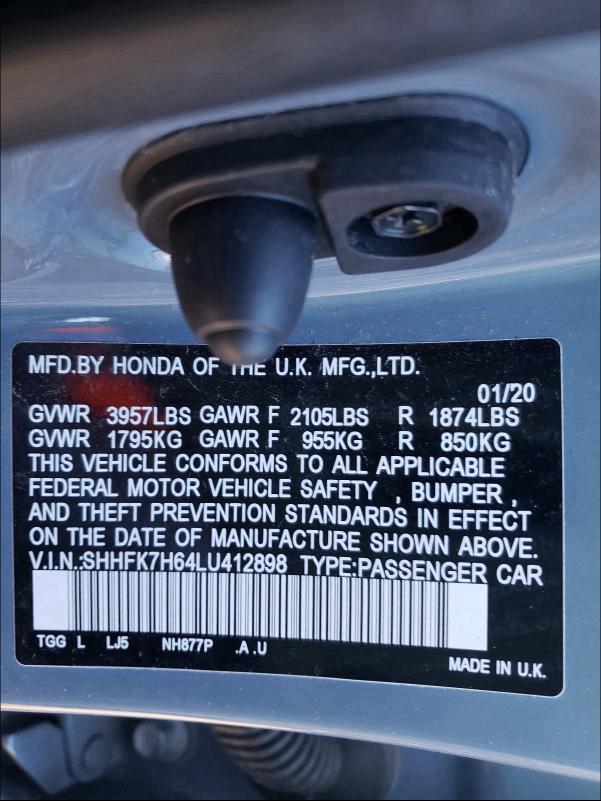 MFD.BY HONDA OF THE U.K. MFG.,LTD.
01/20
GVWR 3957LBS GAWR F 2105LBS R 1874LBS
GVWR 1795KG GAWR F 955KG R 850KG
THIS VEHICLE CONFORMS TO ALL APPLICABLE
FEDERAL MOTOR VEHICLE SAFETY , BUMPER ,
AND THEFT PREVENTION STANDARDS IN EFFECT
ON THE DATE OF MANUFACTURE SHOWN ABOVE.
V.I.N.:SHHFK7H64LU412898 TYPE:PASSENGER CAR
TGG L LJ5 NH877P .A .U
MADE IN U.K.